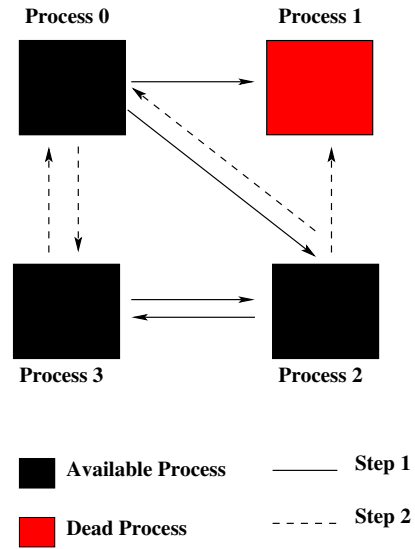 Process 0
Process 1
Process 3
Process 2
Available Process
Step 1
Dead Process
Step 2